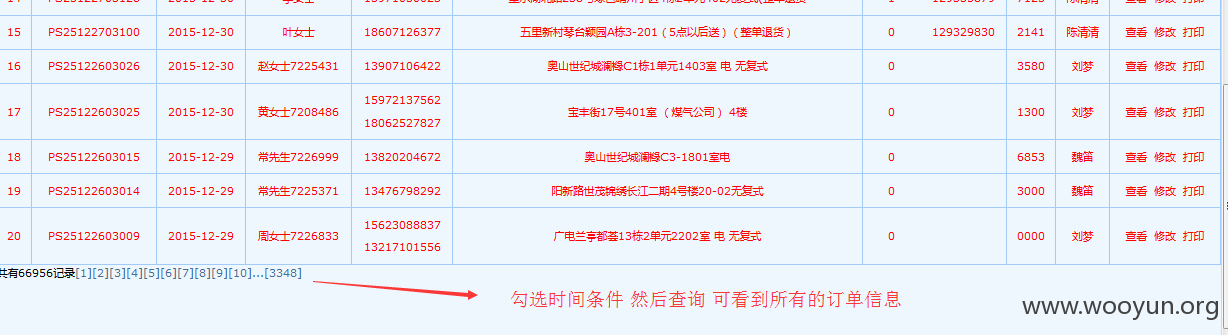 15 PS25122703100 2015-12-30 叶女士 18607126377 五里新村琴台颖园A栋3-201（5点以后送）(整单退货) 0 129329830 2141 陈清清 查看 修改 打印
16 PS25122603026 2015-12-30 赵女士7225431 13907106422 奥山世纪城澜樾C1栋1单元1403室 电 无复式 0 3580 刘梦 查看 修改 打印
17 PS25122603025 2015-12-30 黄女士7208486 15972137562 宝丰街17号401室 （煤气公司） 4楼 0 1300 刘梦 查看 修改 打印
18062527827
18 PS25122603015 2015-12-29 常先生7226999 13820204672 奥山世纪城澜樾C3-1801室电 0 6853 魏笛 查看 修改 打印
19 PS25122603014 2015-12-29 常先生7225371 13476798292 阳新路世茂锦绣长江二期4号楼20-02无复式 0 3000 魏笛 查看 修改 打印
20 PS25122603009 2015-12-29 周女士7226833 15623088837 广电兰亭都荟13栋2单元2202室 电 无复式 0 0000 刘梦 查看 修改 打印
13217101556
共有66956记录[1][2][3][4][5][6][7][8][9][10]...[3348]
勾选时间条件 然后查询 可看到所有的订单信息
www.wooyun.org